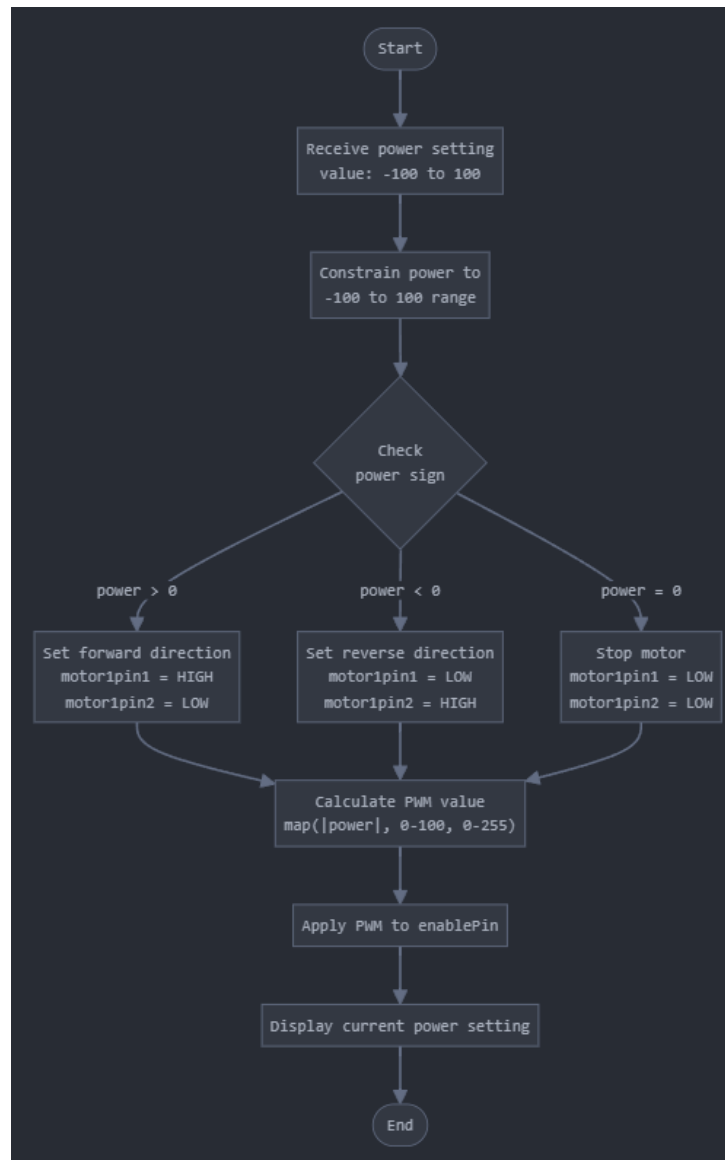 Start
Receive power setting
value: -100 to 100
Constrain power to
-100 to 100 range
Check
power sign
power > 0
power < 0
power = 0
Set forward direction
motor1pin1 = HIGH
motor1pin2 = LOW
Set reverse direction
motor1pin1 = LOW
motor1pin2 = HIGH
Stop motor
motor1pin1 = LOW
motor1pin2 = LOW
Calculate PWM value
map(|power|, 0-100, 0-255)
Apply PWM to enablePin
Display current power setting
End